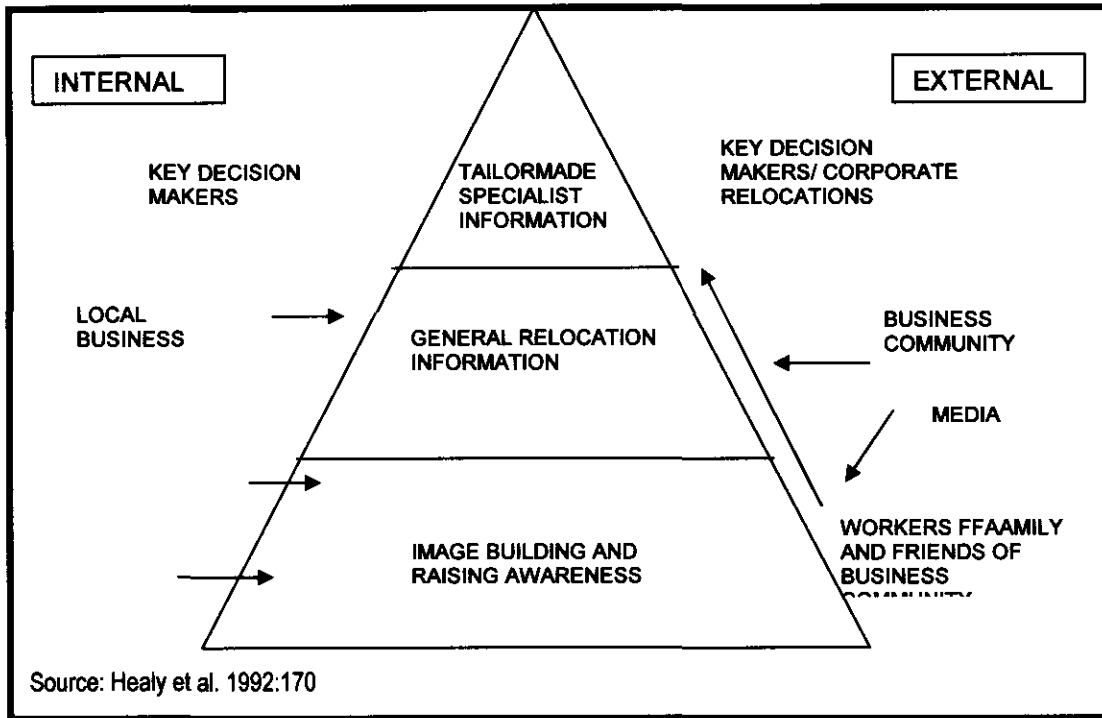 INTERNAL
EXTERNAL
KEY DECISION
MAKERS
TAILORMADE
SPECIALIST
INFORMATION
KEY DECISION
MAKERS/ CORPORATE
RELOCATIONS
LOCAL
BUSINESS
GENERAL RELOCATION
INFORMATION
BUSINESS
COMMUNITY
MEDIA
IMAGE BUILDING AND
RAISING AWARENESS
WORKERS FFAAMILY
AND FRIENDS OF
BUSINESS
COMMUNITY
Source: Healy et al. 1992:170